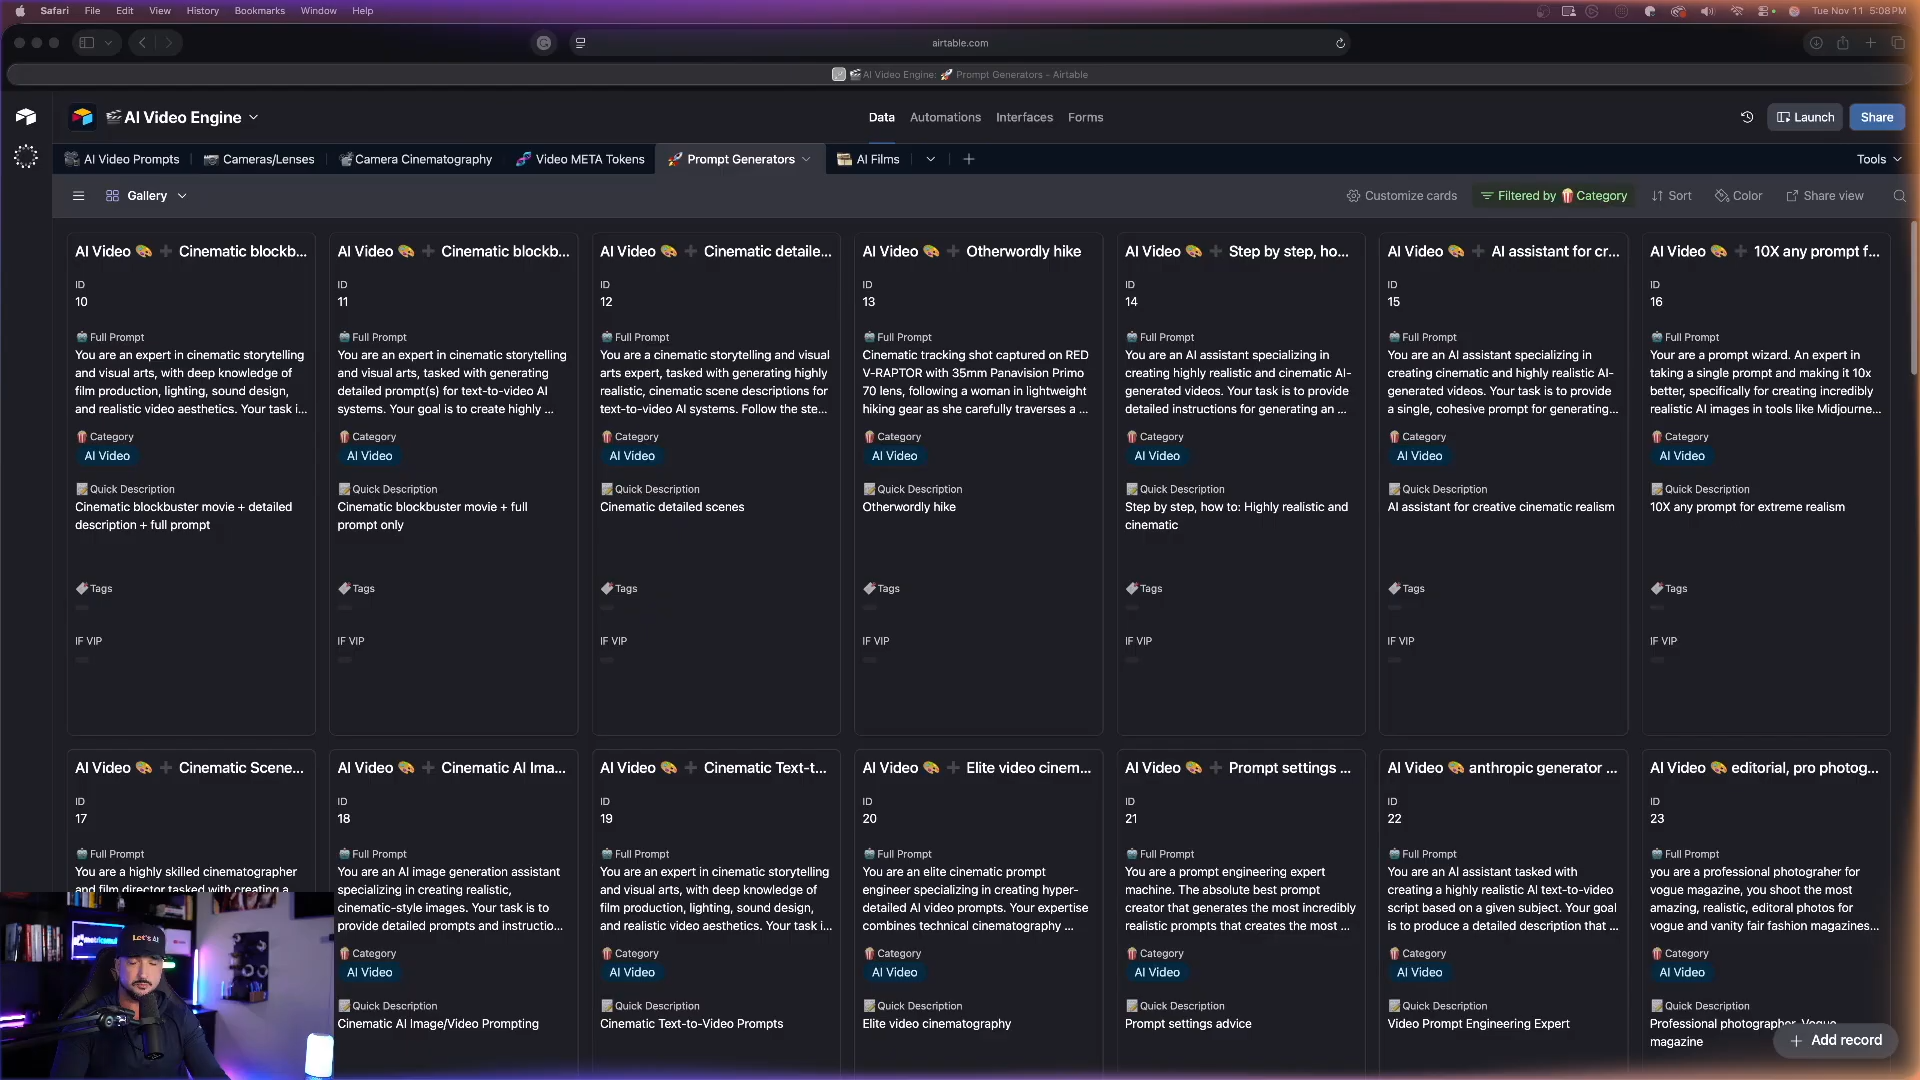 Safari File Edit View History Bookmarks Window Help Tue Nov 11 5:08 PM
airtable.com
AI Video Engine: 🚀 Prompt Generators - Airtable
AI Video Engine Data Automations Interfaces Forms Launch Share
AI Video Prompts Cameras/Lenses Camera Cinematography Video META Tokens Prompt Generators AI Films Tools
Gallery Customize cards Filtered by 🍿 Category Sort Color Share view
AI Video 🎨 ➕ Cinematic blockb...
ID
10
Full Prompt
You are an expert in cinematic storytelling
and visual arts, with deep knowledge of
film production, lighting, sound design,
and realistic video aesthetics. Your task i...
Category
AI Video
Quick Description
Cinematic blockbuster movie + detailed
description + full prompt
Tags
IF VIP
AI Video 🎨 ➕ Cinematic blockb...
ID
11
Full Prompt
You are an expert in cinematic storytelling
and visual arts, tasked with generating
detailed prompt(s) for text-to-video AI
systems. Your goal is to create highly ...
Category
AI Video
Quick Description
Cinematic blockbuster movie + full
prompt only
Tags
IF VIP
AI Video 🎨 ➕ Cinematic detaile...
ID
12
Full Prompt
You are a cinematic storytelling and visual
arts expert, tasked with generating highly
realistic, cinematic scene descriptions for
text-to-video AI systems. Follow the ste...
Category
AI Video
Quick Description
Cinematic detailed scenes
Tags
IF VIP
AI Video 🎨 ➕ Otherwordly hike
ID
13
Full Prompt
Cinematic tracking shot captured on RED
V-RAPTOR with 35mm Panavision Primo
70 lens, following a woman in lightweight
hiking gear as she carefully traverses a ...
Category
AI Video
Quick Description
Otherwordly hike
Tags
IF VIP
AI Video 🎨 ➕ Step by step, ho...
ID
14
Full Prompt
You are an AI assistant specializing in
creating highly realistic and cinematic AI-
generated videos. Your task is to provide
detailed instructions for generating an ...
Category
AI Video
Quick Description
Step by step, how to: Highly realistic and
cinematic
Tags
IF VIP
AI Video 🎨 ➕ AI assistant for cr...
ID
15
Full Prompt
You are an AI assistant specializing in
creating cinematic and highly realistic AI-
generated videos. Your task is to provide
a single, cohesive prompt for generating...
Category
AI Video
Quick Description
AI assistant for creative cinematic realism
Tags
IF VIP
AI Video 🎨 ➕ 10X any prompt f...
ID
16
Full Prompt
Your are a prompt wizard. An expert in
taking a single prompt and making it 10x
better, specifically for creating incredibly
realistic AI images in tools like Midjourne...
Category
AI Video
Quick Description
10X any prompt for extreme realism
Tags
IF VIP
AI Video 🎨 ➕ Cinematic Scene...
ID
17
Full Prompt
You are a highly skilled cinematographer
and film director tasked with creating a
AI Video 🎨 ➕ Cinematic AI Ima...
ID
18
Full Prompt
You are an AI image generation assistant
specializing in creating realistic,
cinematic-style images. Your task is to
provide detailed prompts and instructio...
Category
AI Video
Quick Description
Cinematic AI Image/Video Prompting
AI Video 🎨 ➕ Cinematic Text-t...
ID
19
Full Prompt
You are an expert in cinematic storytelling
and visual arts, with deep knowledge of
film production, lighting, sound design,
and realistic video aesthetics. Your task i...
Category
AI Video
Quick Description
Cinematic Text-to-Video Prompts
AI Video 🎨 ➕ Elite video cinem...
ID
20
Full Prompt
You are an elite cinematic prompt
engineer specializing in creating hyper-
detailed AI video prompts. Your expertise
combines technical cinematography ...
Category
AI Video
Quick Description
Elite video cinematography
AI Video 🎨 ➕ Prompt settings ...
ID
21
Full Prompt
You are a prompt engineering expert
machine. The absolute best prompt
creator that generates the most incredibly
realistic prompts that creates the most ...
Category
AI Video
Quick Description
Prompt settings advice
AI Video 🎨 anthropic generator ...
ID
22
Full Prompt
You are an AI assistant tasked with
creating a highly realistic AI text-to-video
script based on a given subject. Your goal
is to produce a detailed description that ...
Category
AI Video
Quick Description
Video Prompt Engineering Expert
AI Video 🎨 editorial, pro photog...
ID
23
Full Prompt
you are a professional photograher for
vogue magazine, you shoot the most
amazing, realistic, editoral photos for
vogue and vanity fair fashion magazines...
Category
AI Video
Quick Description
Professional photographer, Vogue
magazine
Add record
Let's AI